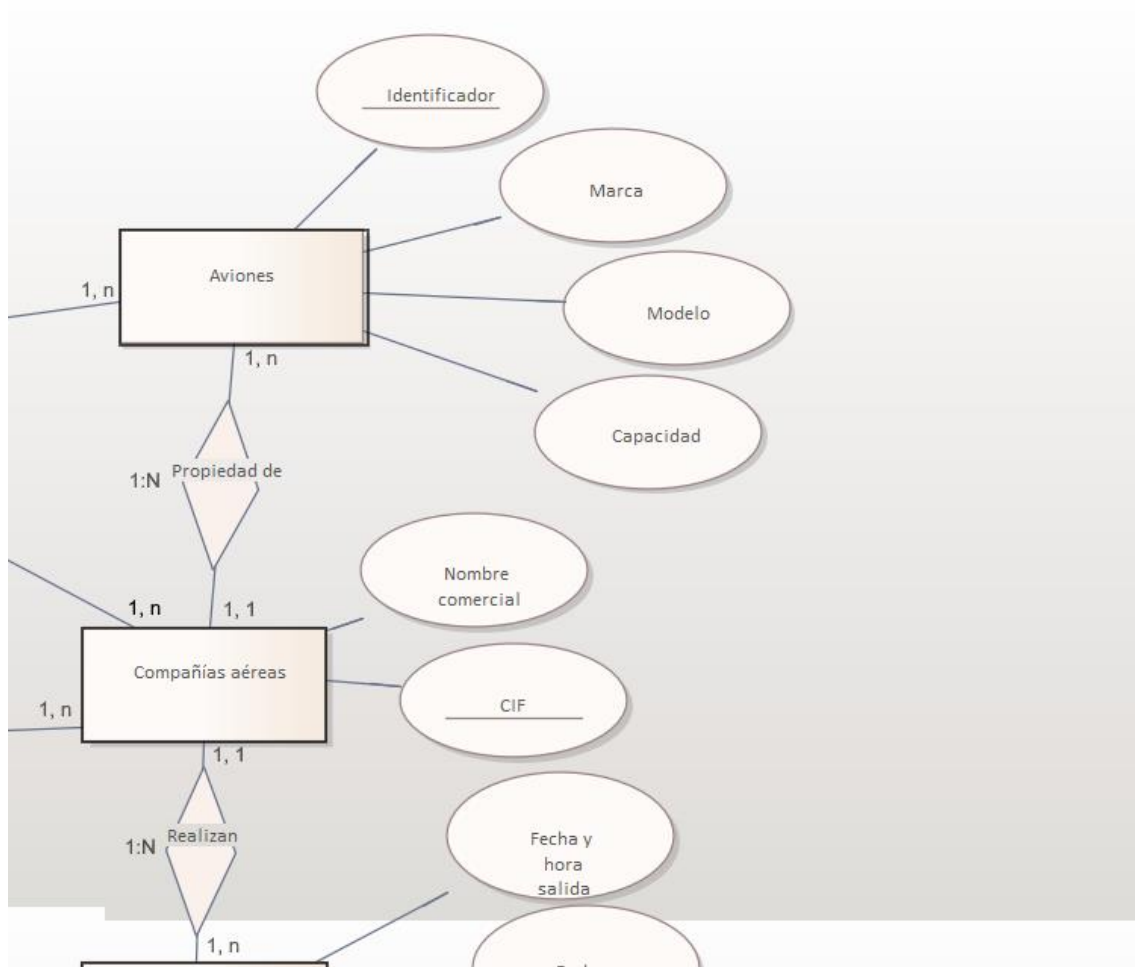 Identificador
Marca
Aviones
1, n
Modelo
1, n
Capacidad
Propiedad de
1:N
Nombre
comercial
1, n
1, 1
Compañías aéreas
CIF
1, n
1, 1
Realizan
1:N
Fecha y
hora
salida
1, n